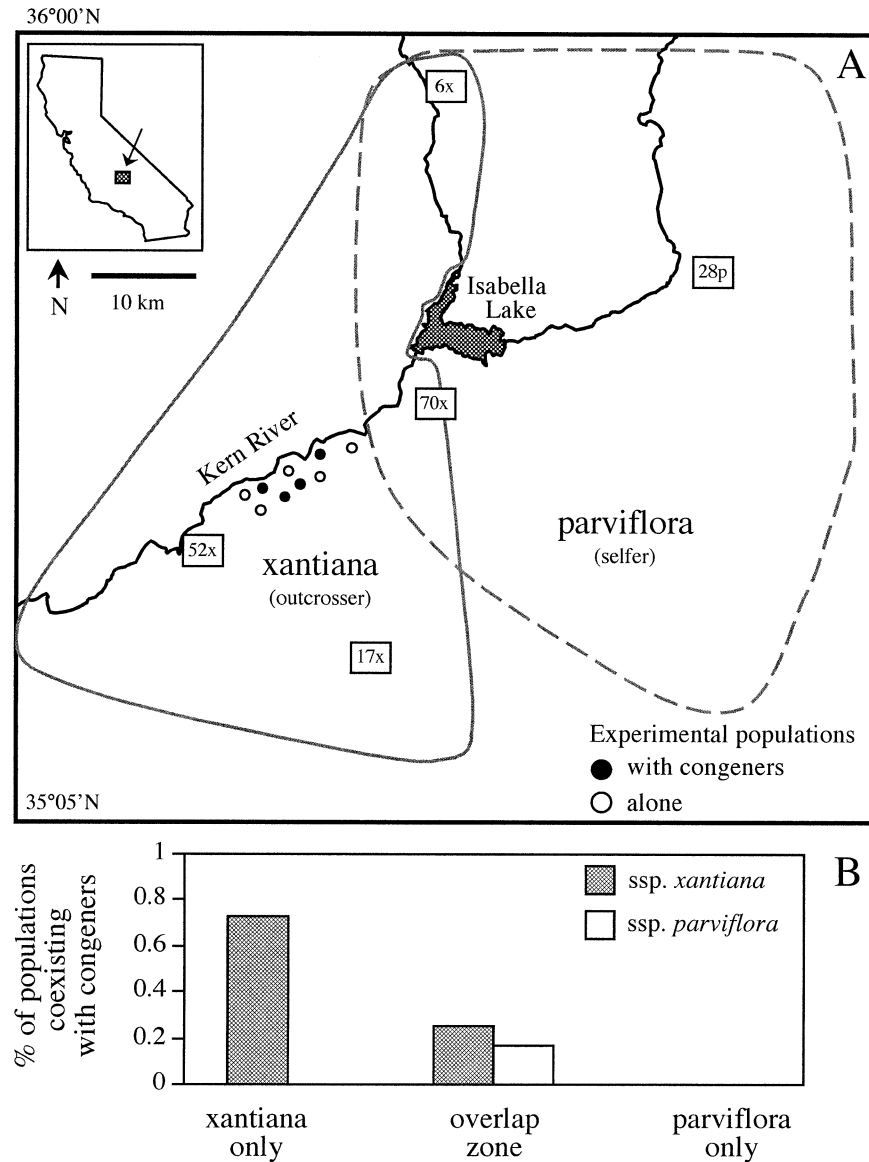 36°00'N
A
6x
N
10 km
Isabella
Lake
28p
70x
Kern River
52x
xantiana
(outcrosser)
parviflora
(selfer)
17x
Experimental populations
with congeners
alone
35°05'N
B
% of populations
coexisting
with congeners
1
0.8
0.6
0.4
0.2
0
ssp. xantiana
ssp. parviflora
xantiana
only
overlap
zone
parviflora
only